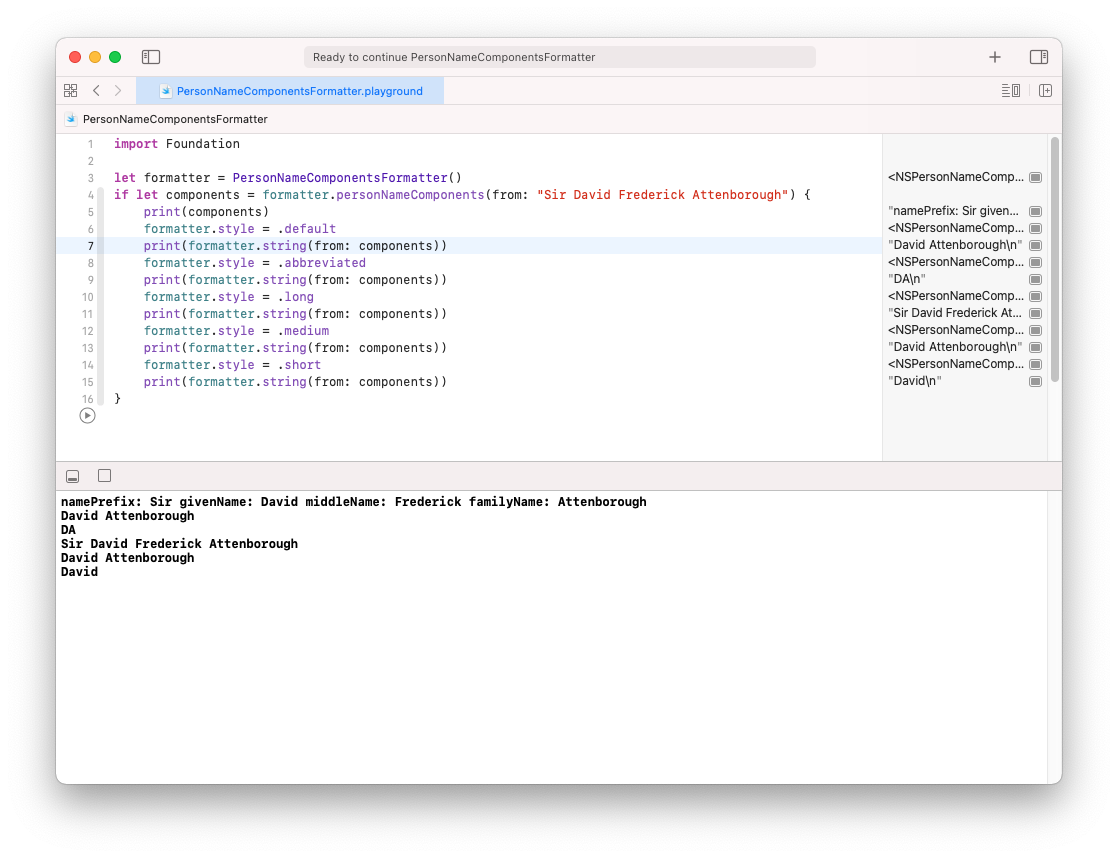 Ready to continue PersonNameComponentsFormatter
PersonNameComponentsFormatter.playground
PersonNameComponentsFormatter
1 import Foundation
2
3 let formatter = PersonNameComponentsFormatter() <NSPersonNameComp...
4 if let components = formatter.personNameComponents(from: "Sir David Frederick Attenborough") {
5 print(components) "namePrefix: Sir given...
6 formatter.style = .default <NSPersonNameComp...
7 print(formatter.string(from: components)) "David Attenborough\n"
8 formatter.style = .abbreviated <NSPersonNameComp...
9 print(formatter.string(from: components)) "DA\n"
10 formatter.style = .long <NSPersonNameComp...
11 print(formatter.string(from: components)) "Sir David Frederick At...
12 formatter.style = .medium <NSPersonNameComp...
13 print(formatter.string(from: components)) "David Attenborough\n"
14 formatter.style = .short <NSPersonNameComp...
15 print(formatter.string(from: components)) "David\n"
16 }
namePrefix: Sir givenName: David middleName: Frederick familyName: Attenborough
David Attenborough
DA
Sir David Frederick Attenborough
David Attenborough
David